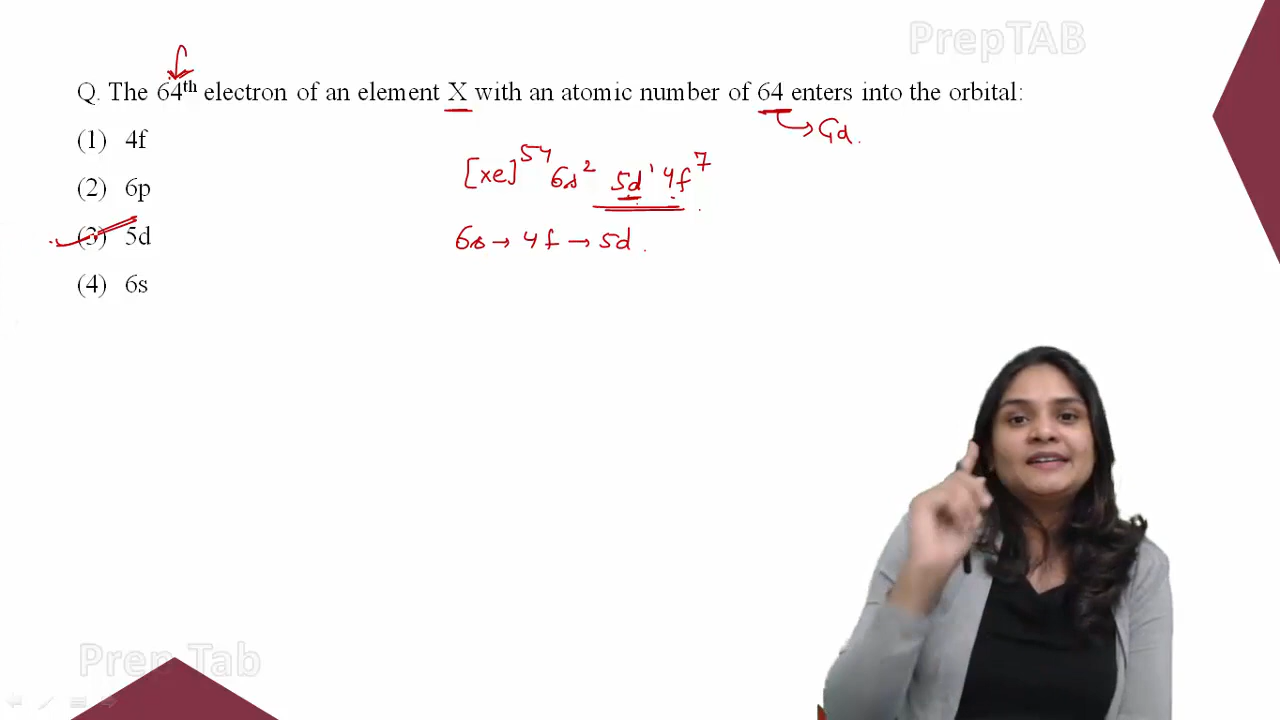 PrepTAB
Q. The 64th electron of an element X with an atomic number of 64 enters into the orbital:
Gd.
(1) 4f
[xe]54 6s2 5d1 4f7
(2) 6p
(3) 5d
6s → 4f → 5d.
(4) 6s
Prep Tab